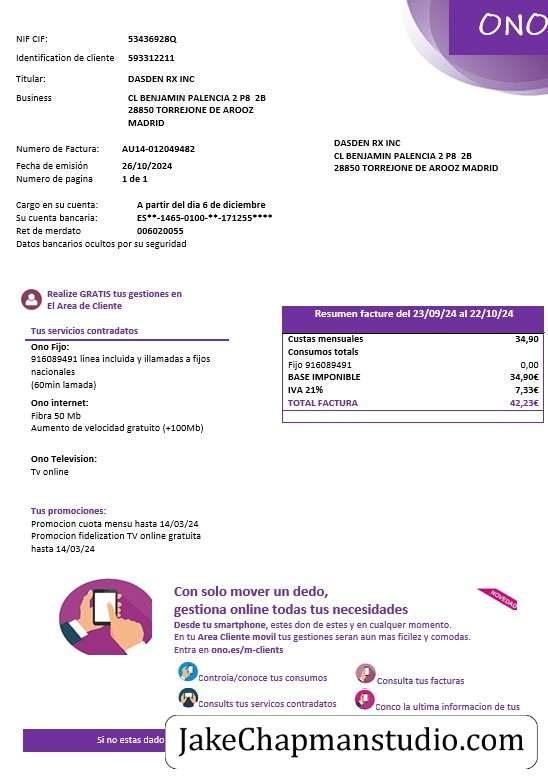 ONO
NIF CIF: 53436928Q
Identification de cliente 593312211
Titular: DASDEN RX INC
Business CL BENJAMIN PALENCIA 2 P8 2B
28850 TORREJONE DE AROOZ
MADRID
Numero de Factura: AU14-012049482
Fecha de emisión 26/10/2024
Numero de pagina 1 de 1
DASDEN RX INC
CL BENJAMIN PALENCIA 2 P8 2B
28850 TORREJONE DE AROOZ MADRID
Cargo en su cuenta: A partir del dia 6 de diciembre
Su cuenta bancaria: ES**-1465-0100-**-171255****
Ret de merdato 006020055
Datos bancarios ocultos por su seguridad
Realize GRATIS tus gestiones en
El Area de Cliente
Tus servicios contradatos
Ono Fijo:
916089491 linea incluida y illamadas a fijos
nacionales
(60min lamada)
Ono internet:
Fibra 50 Mb
Aumento de velocidad gratuito (+100Mb)
Ono Television:
Tv online
Tus promociones:
Promocion cuota mensu hasta 14/03/24
Promocion fidelization TV online gratuita
hasta 14/03/24
Resumen facture del 23/09/24 al 22/10/24
Custas mensuales 34,90
Consumos totals
Fijo 916089491 0,00
BASE IMPONIBLE 34,90€
IVA 21% 7,33€
TOTAL FACTURA 42,23€
Con solo mover un dedo,
gestiona online todas tus necesidades
NOVEDAD
Desde tu smartphone, estes don de estes y en cualquer momento.
En tu Area Cliente movil tus gestiones seran aun mas ficilez y comodas.
Entra en ono.es/m-clients
Controia/conoce tus consumos
Consulta tus facturas
Consults tus servicos contradatos
Conco la ultima informacion de tus
Si no estas dado
JakeChapmanstudio.com